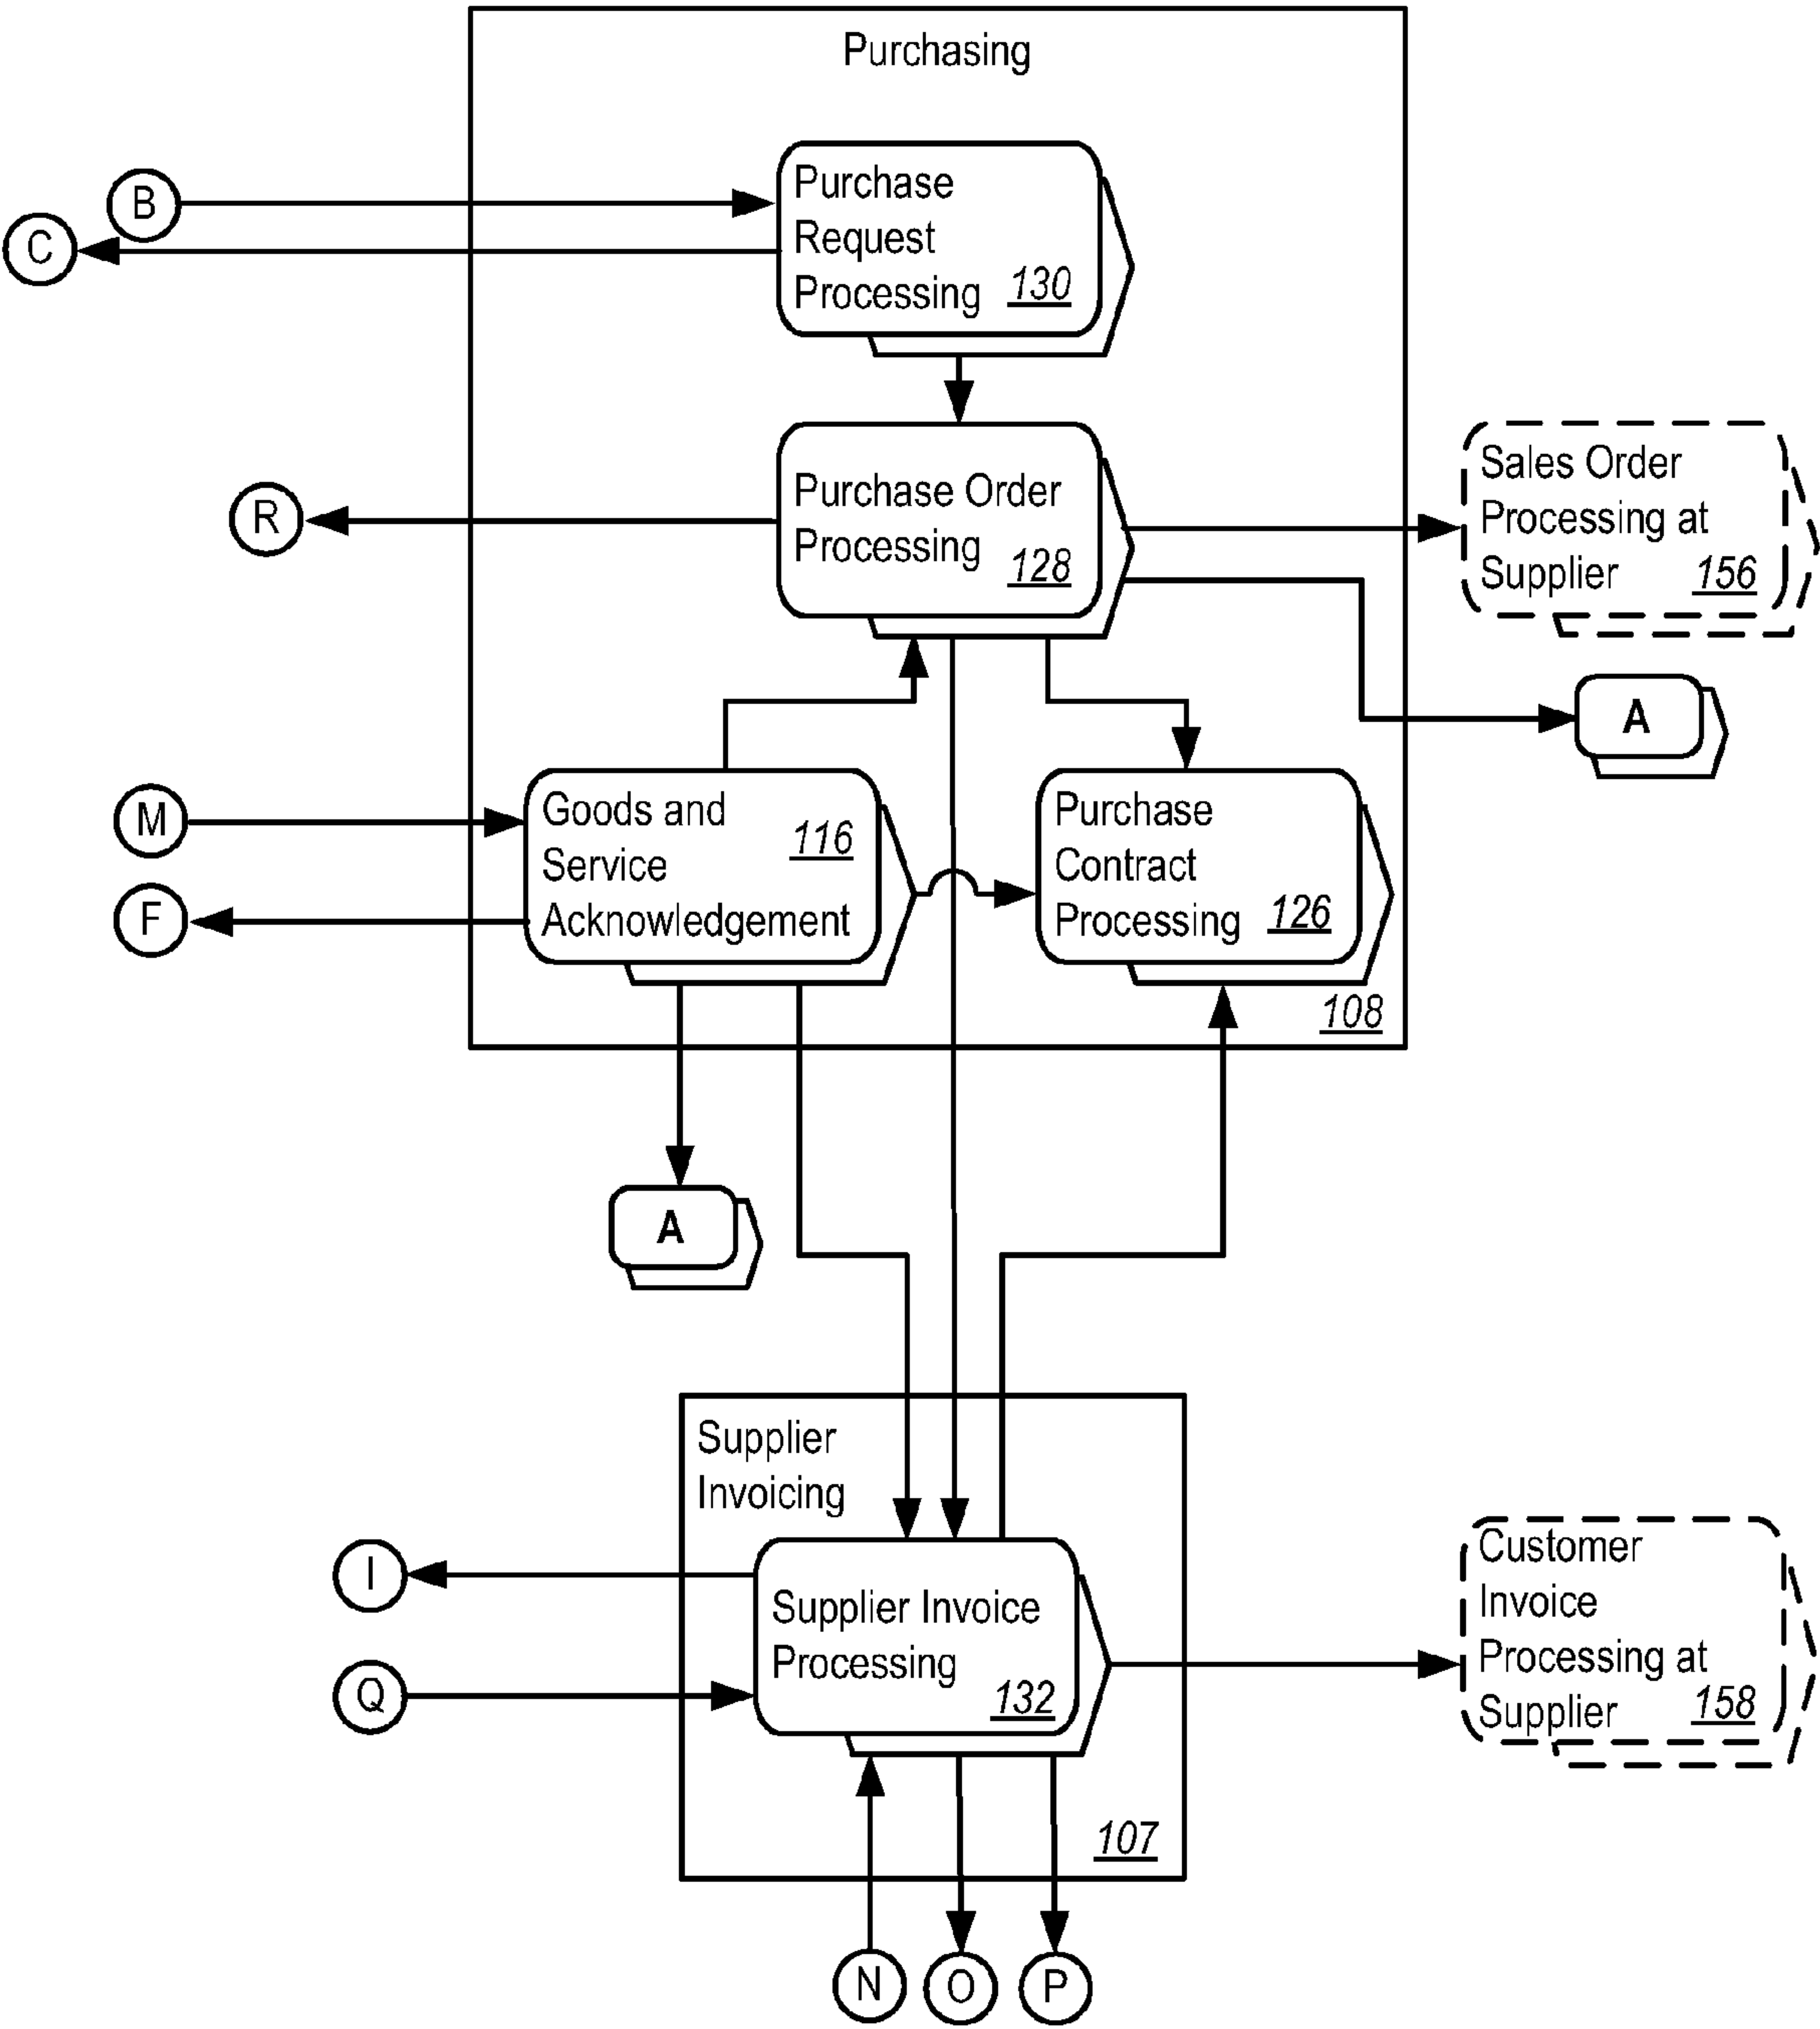 Purchasing
B
C
Purchase
Request
Processing 130
R
Purchase Order
Processing 128
Sales Order
Processing at
Supplier 156
A
M
F
Goods and
Service 116
Acknowledgement
Purchase
Contract
Processing 126
108
A
Supplier
Invoicing
I
Q
Supplier Invoice
Processing
132
Customer
Invoice
Processing at
Supplier 158
107
N
O
P